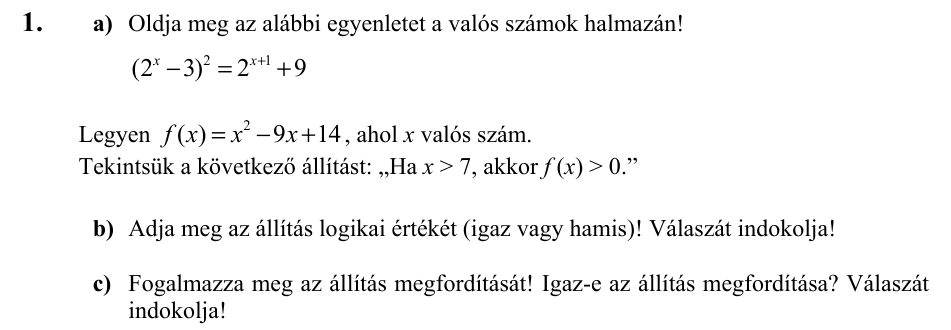 1. a) Oldja meg az alábbi egyenletet a valós számok halmazán!
(2^x − 3)^2 = 2^{x+1} + 9
Legyen f(x) = x^2 − 9x + 14, ahol x valós szám.
Tekintsük a következő állítást: „Ha x > 7, akkor f(x) > 0.”
b) Adja meg az állítás logikai értékét (igaz vagy hamis)! Válaszát indokolja!
c) Fogalmazza meg az állítás megfordítását! Igaz-e az állítás megfordítása? Válaszát
indokolja!